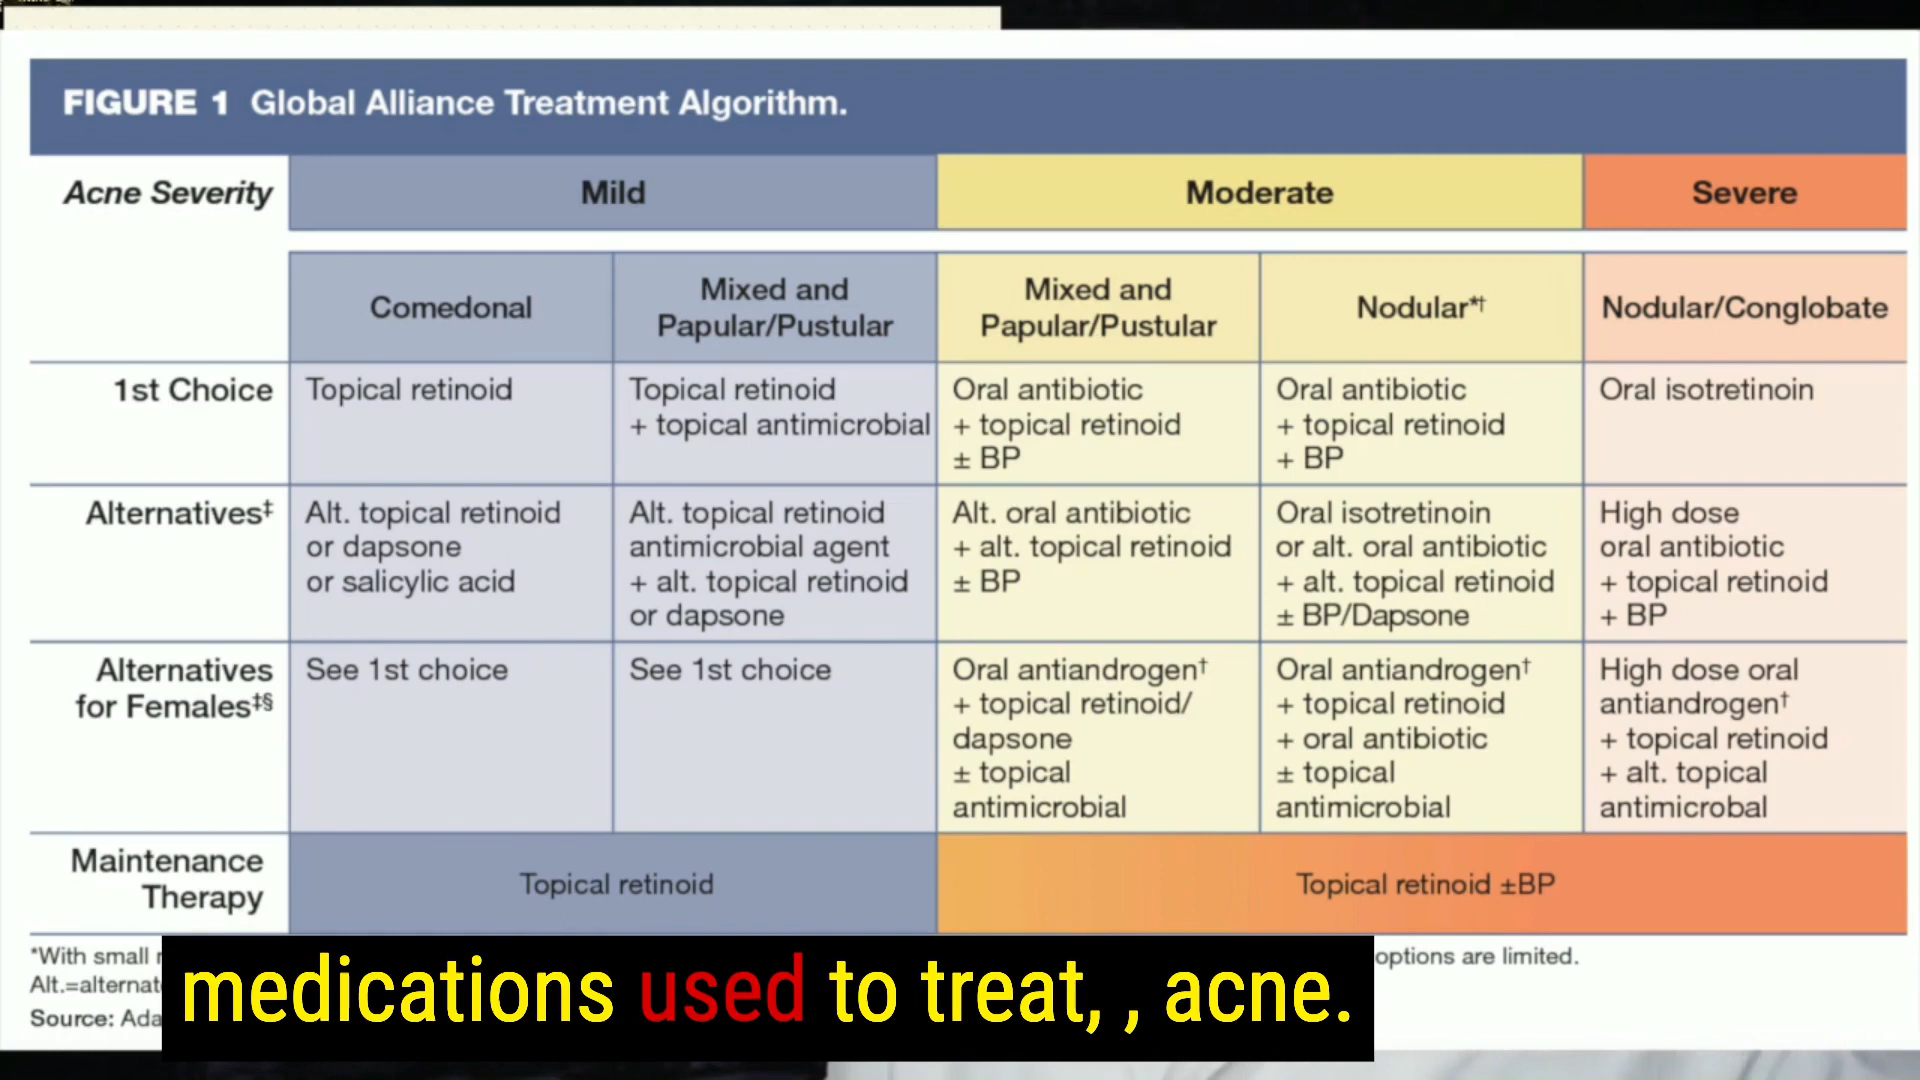 FIGURE 1 Global Alliance Treatment Algorithm.
Acne Severity
Mild
Moderate
Severe
Comedonal
Mixed and
Papular/Pustular
Mixed and
Papular/Pustular
Nodular*†
Nodular/Conglobate
1st Choice
Topical retinoid
Topical retinoid
+ topical antimicrobial
Oral antibiotic
+ topical retinoid
± BP
Oral antibiotic
+ topical retinoid
+ BP
Oral isotretinoin
Alternatives‡
Alt. topical retinoid
or dapsone
or salicylic acid
Alt. topical retinoid
antimicrobial agent
+ alt. topical retinoid
or dapsone
Alt. oral antibiotic
+ alt. topical retinoid
± BP
Oral isotretinoin
or alt. oral antibiotic
+ alt. topical retinoid
± BP/Dapsone
High dose
oral antibiotic
+ topical retinoid
+ BP
Alternatives
for Females‡§
See 1st choice
See 1st choice
Oral antiandrogen†
+ topical retinoid/
dapsone
± topical
antimicrobial
Oral antiandrogen†
+ topical retinoid
+ oral antibiotic
± topical
antimicrobial
High dose oral
antiandrogen†
+ topical retinoid
+ alt. topical
antimicrobal
Maintenance
Therapy
Topical retinoid
Topical retinoid ±BP
*With small
options are limited.
Alt.=alternat
Source: Ada
medications used to treat, , acne.